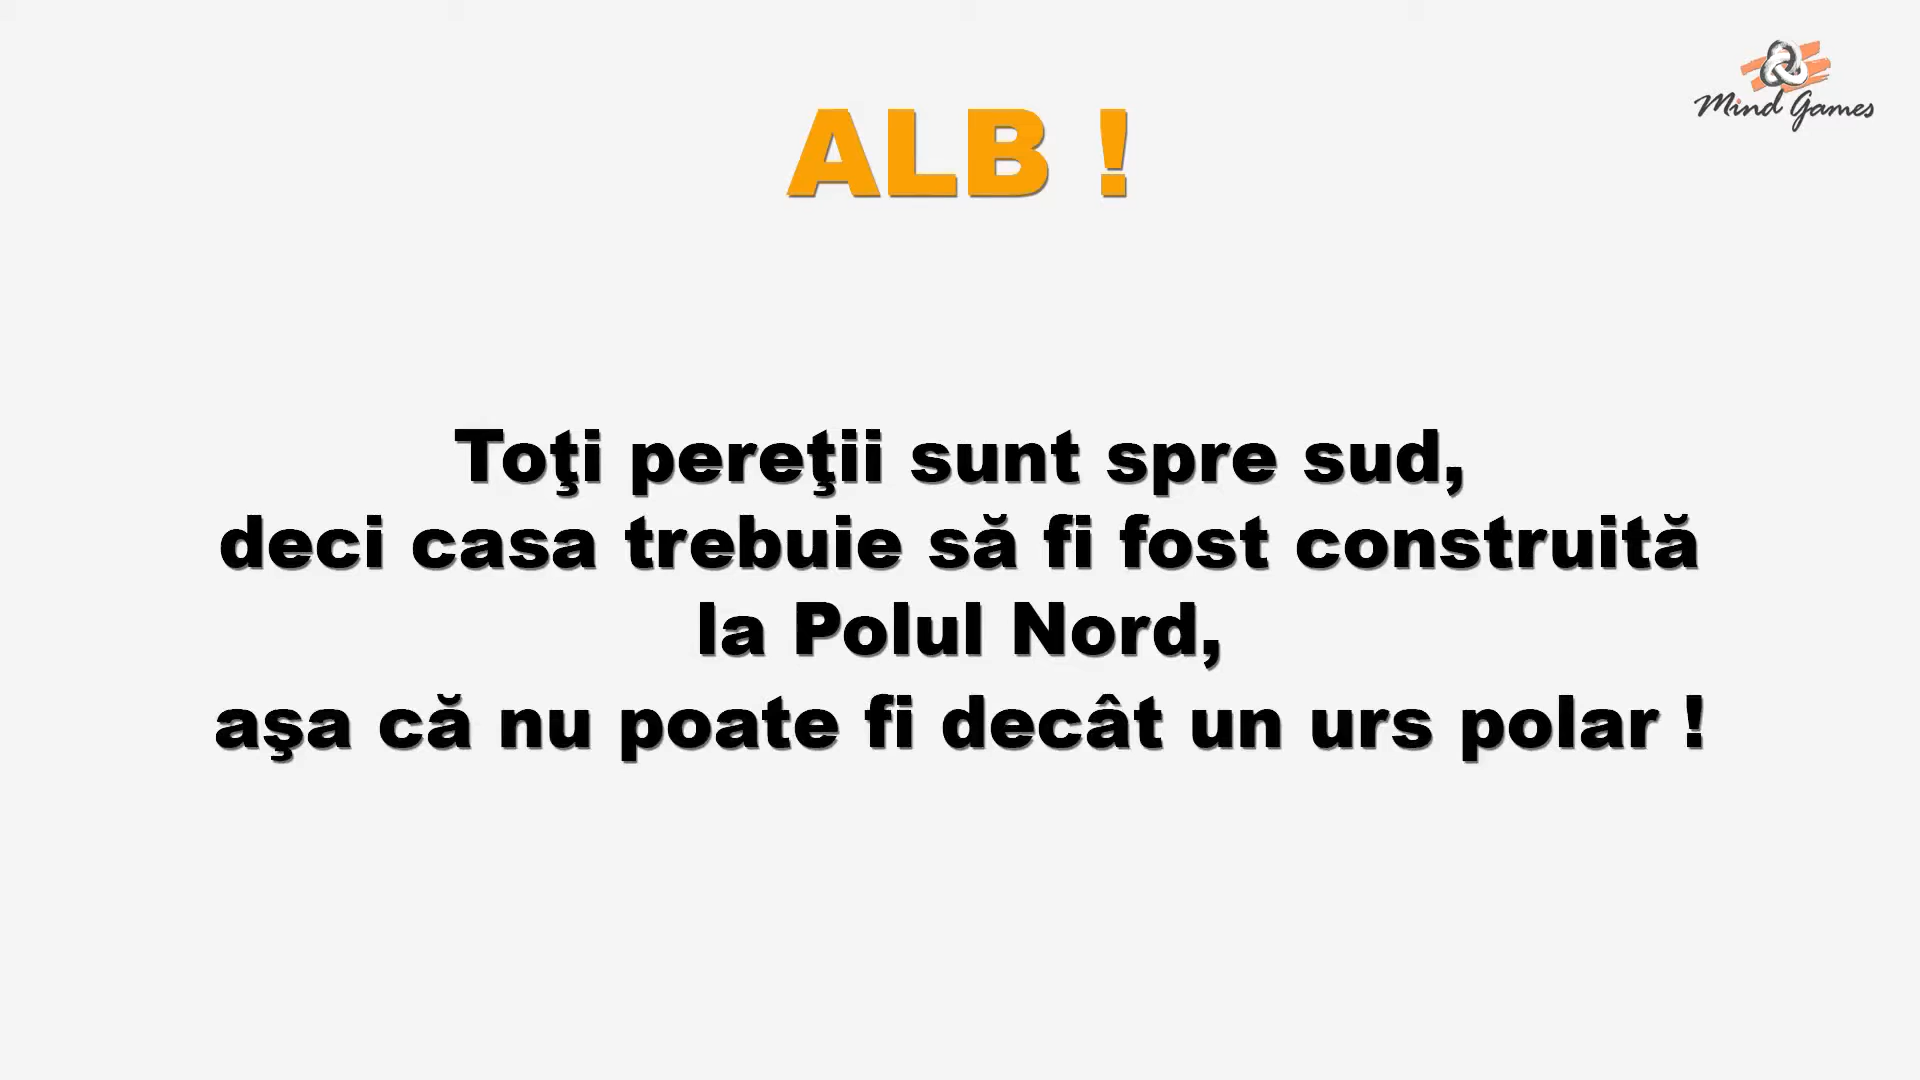 Mind Games
ALB !
Toţi pereţii sunt spre sud,
deci casa trebuie să fi fost construită
la Polul Nord,
aşa că nu poate fi decât un urs polar !